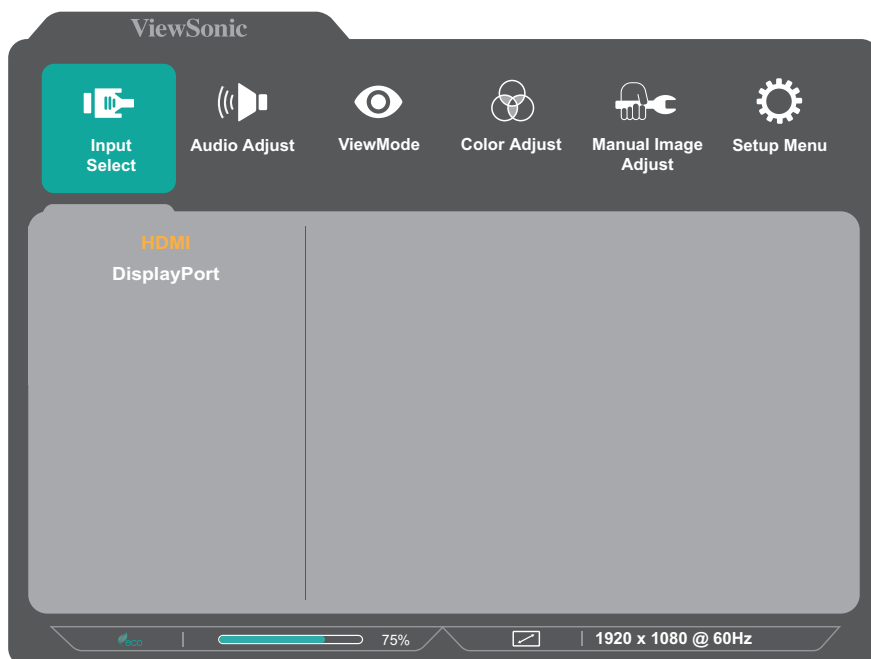 ViewSonic
Input
Select
Audio Adjust
ViewMode
Color Adjust
Manual Image
Adjust
Setup Menu
HDMI
DisplayPort
eco
75%
1920 x 1080 @ 60Hz